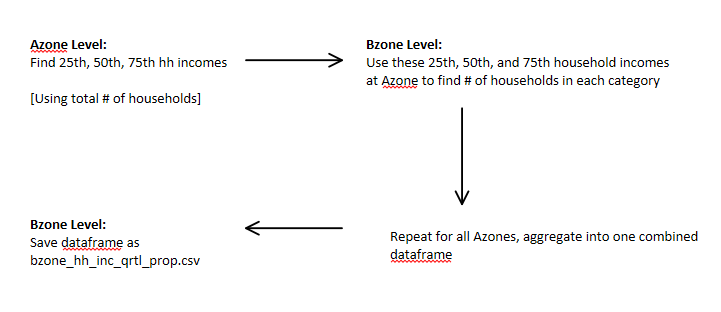 Azone Level:
Find 25th, 50th, 75th hh incomes
[Using total # of households]
Bzone Level:
Use these 25th, 50th, and 75th household incomes
at Azone to find # of households in each category
Repeat for all Azones, aggregate into one combined
dataframe
Bzone Level:
Save dataframe as
bzone_hh_inc_qrtl_prop.csv